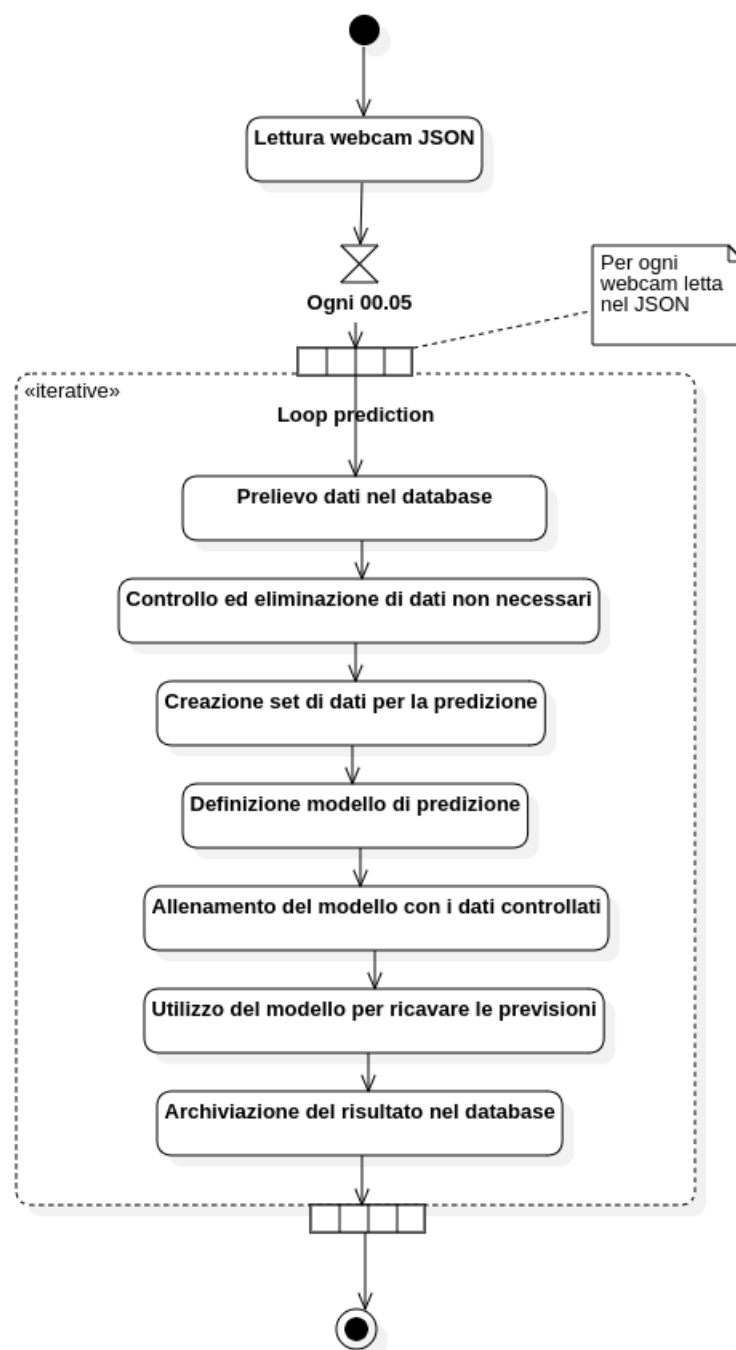 Lettura webcam JSON
Ogni 00.05
Per ogni
webcam letta
nel JSON
«iterative»
Loop prediction
Prelievo dati nel database
Controllo ed eliminazione di dati non necessari
Creazione set di dati per la predizione
Definizione modello di predizione
Allenamento del modello con i dati controllati
Utilizzo del modello per ricavare le previsioni
Archiviazione del risultato nel database